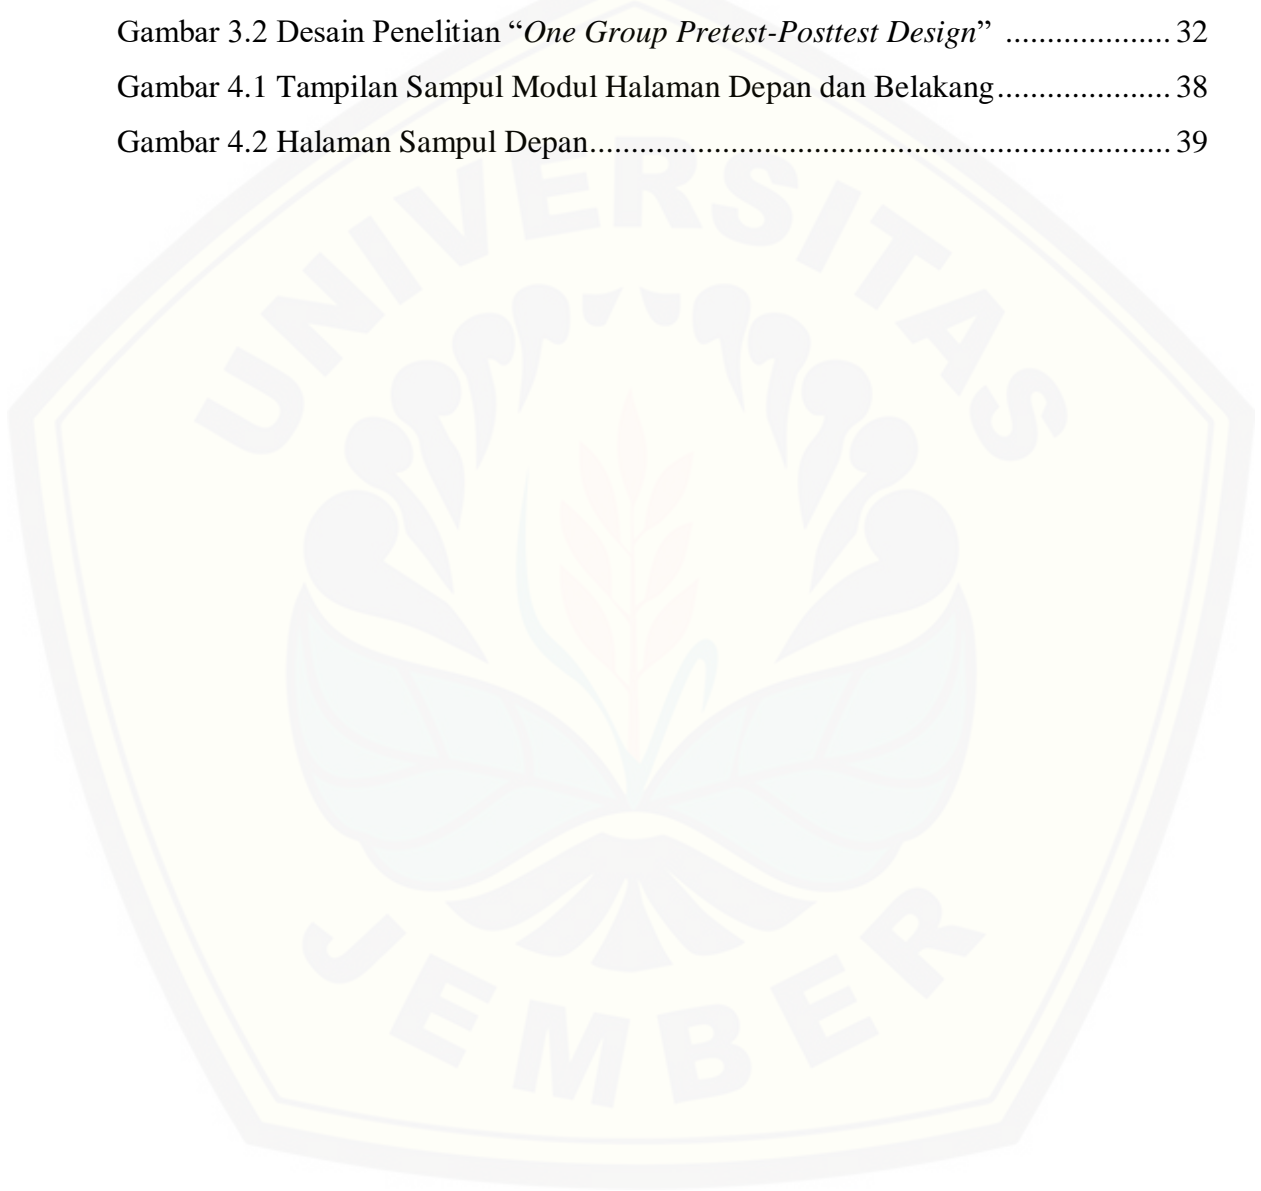 Gambar 3.2 Desain Penelitian “One Group Pretest-Posttest Design” .................... 32
Gambar 4.1 Tampilan Sampul Modul Halaman Depan dan Belakang..................... 38
Gambar 4.2 Halaman Sampul Depan...................................................................... 39
UNIVERSITAS
JEMBER